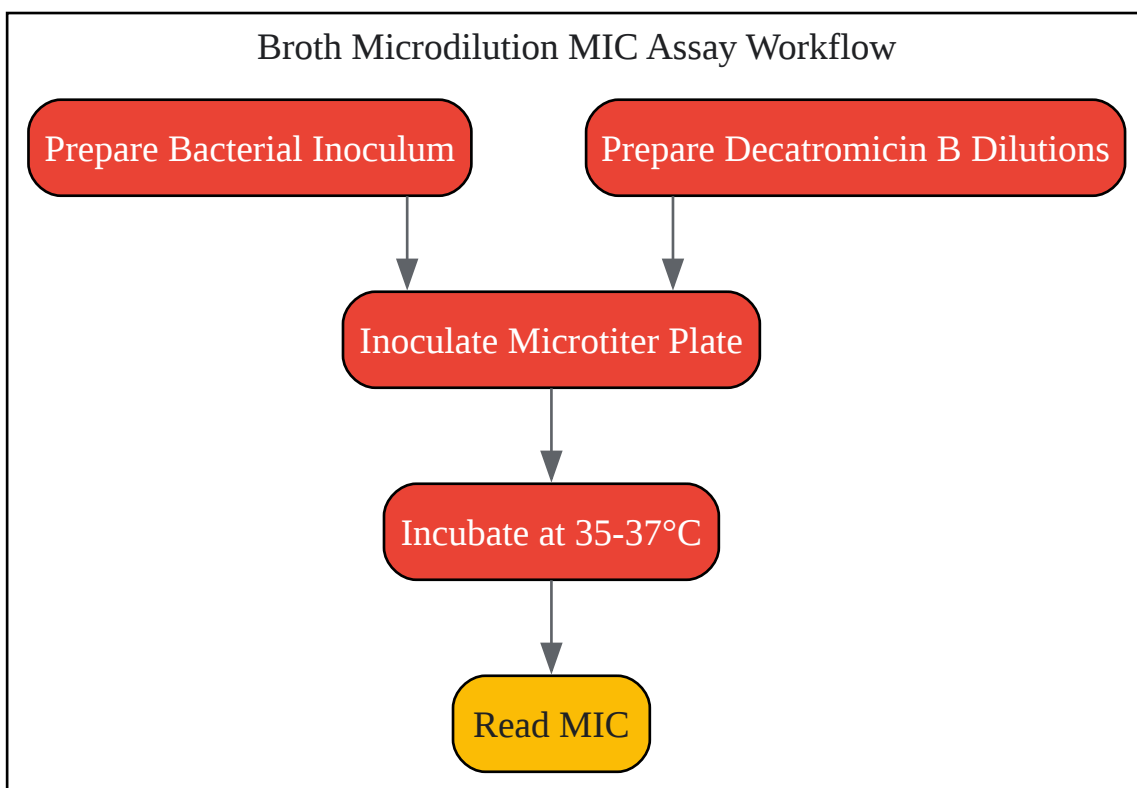 Broth Microdilution MIC Assay Workflow
Prepare Bacterial Inoculum
Prepare Decatromicin B Dilutions
Inoculate Microtiter Plate
Incubate at 35-37°C
Read MIC